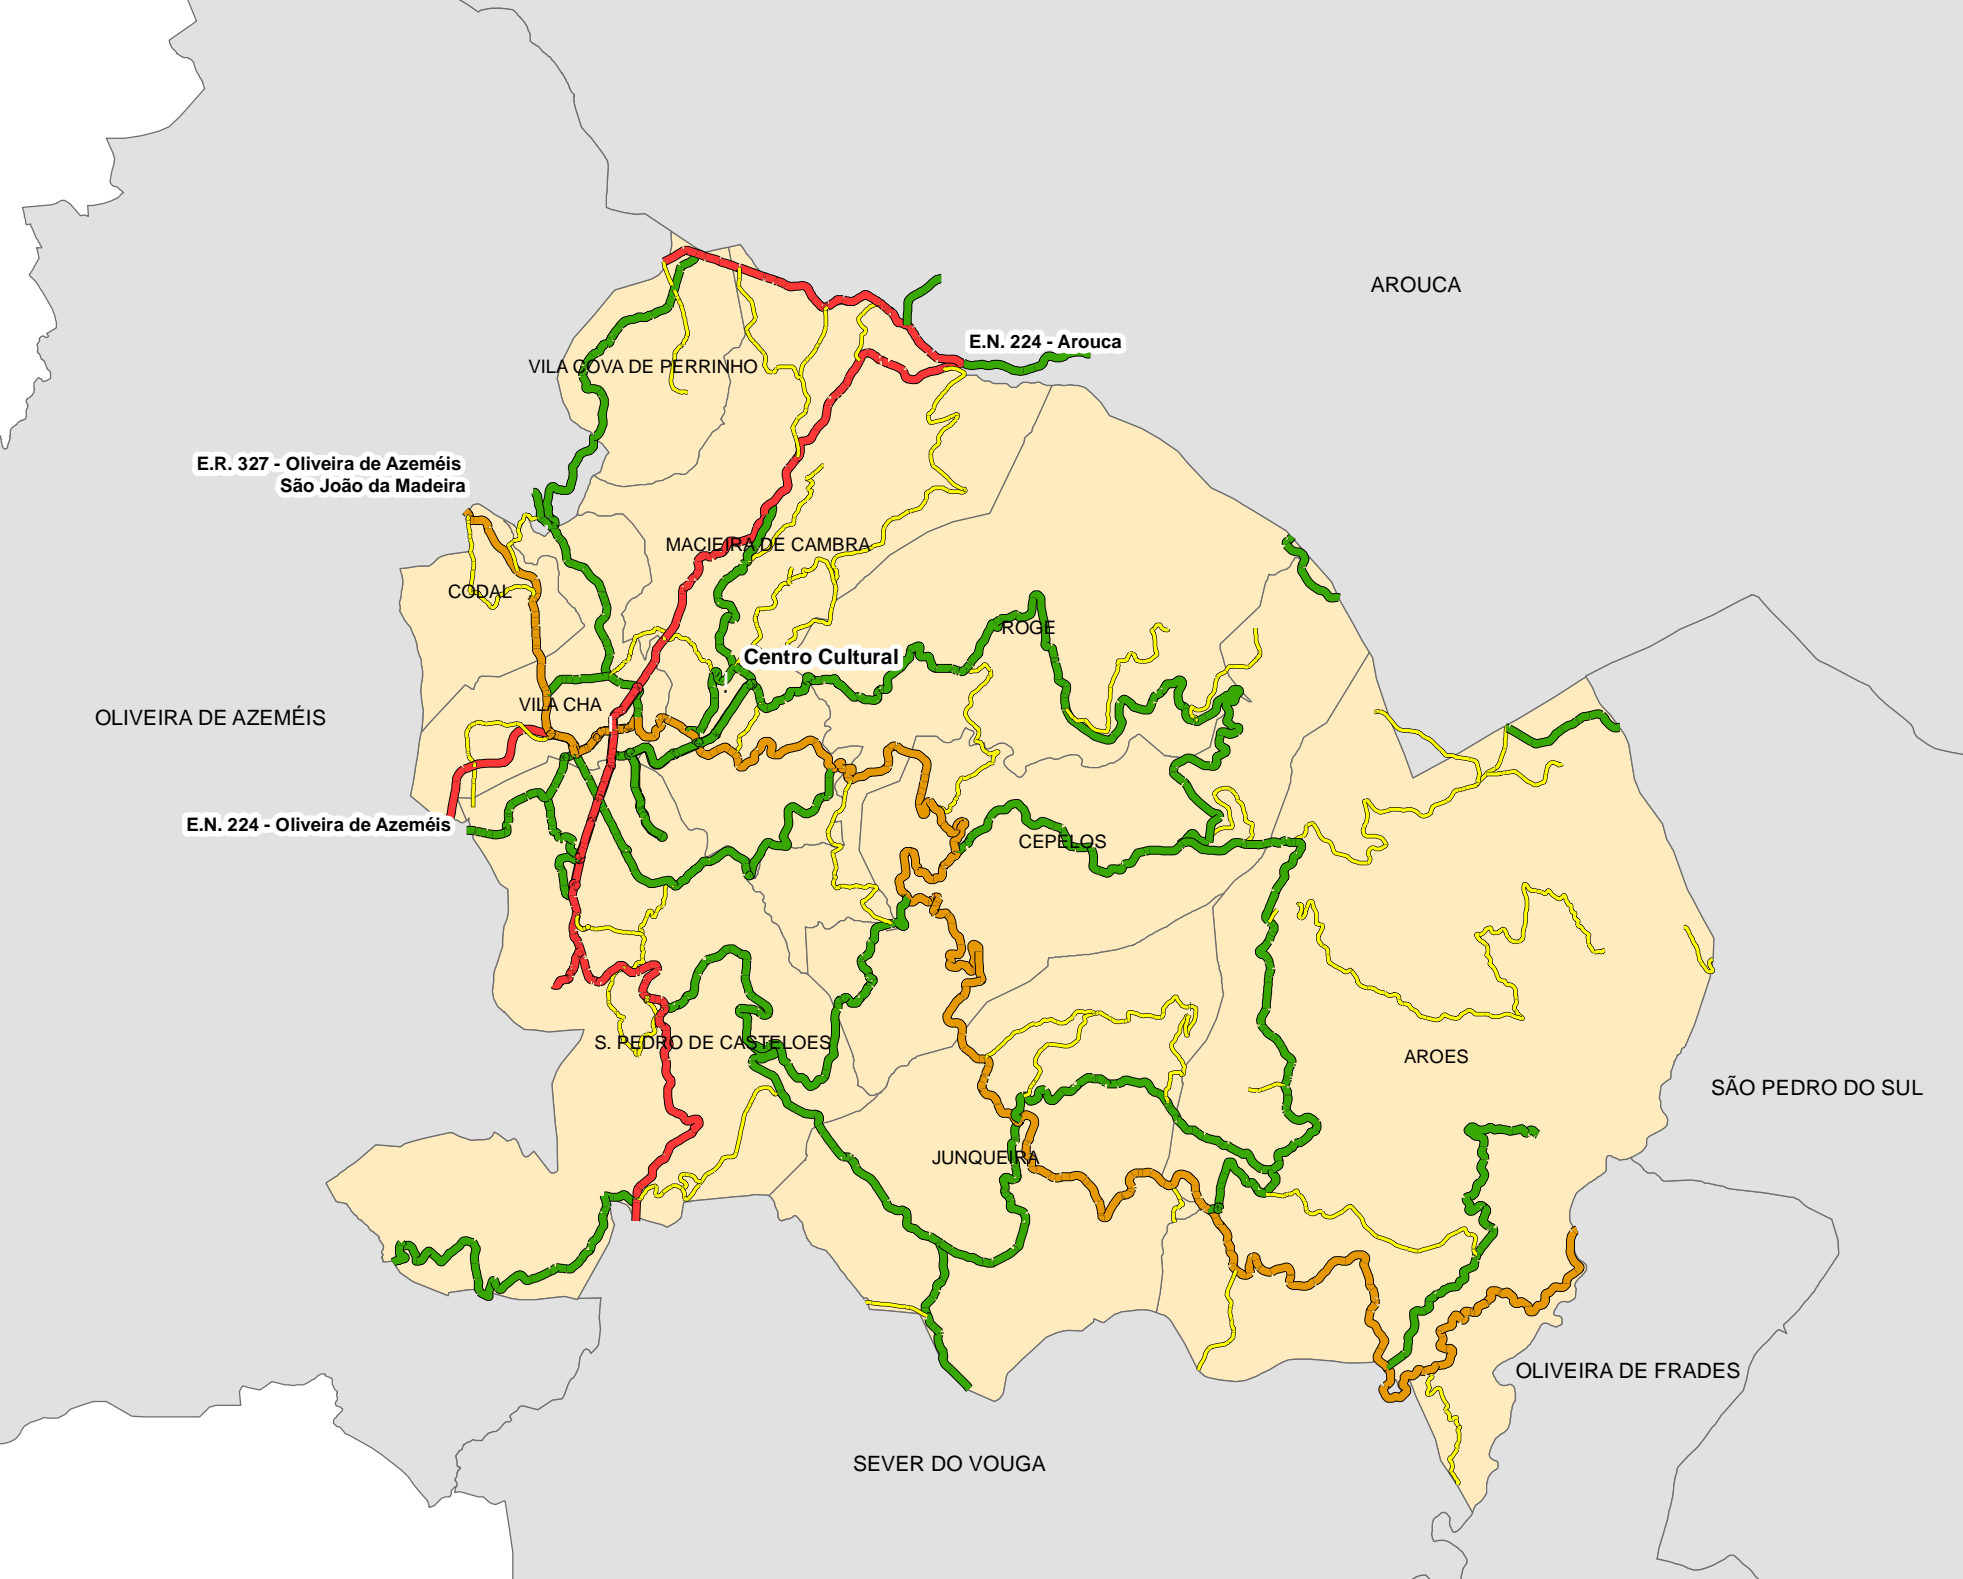 AROUCA
E.N. 224 - Arouca
VILA COVA DE PERRINHO
E.R. 327 - Oliveira de Azeméis
São João da Madeira
MACIEIRA DE CAMBRA
CODAL
ROGE
Centro Cultural
VILA CHA
OLIVEIRA DE AZEMÉIS
E.N. 224 - Oliveira de Azeméis
CEPELOS
S. PEDRO DE CASTELOES
AROES
SÃO PEDRO DO SUL
JUNQUEIRA
OLIVEIRA DE FRADES
SEVER DO VOUGA